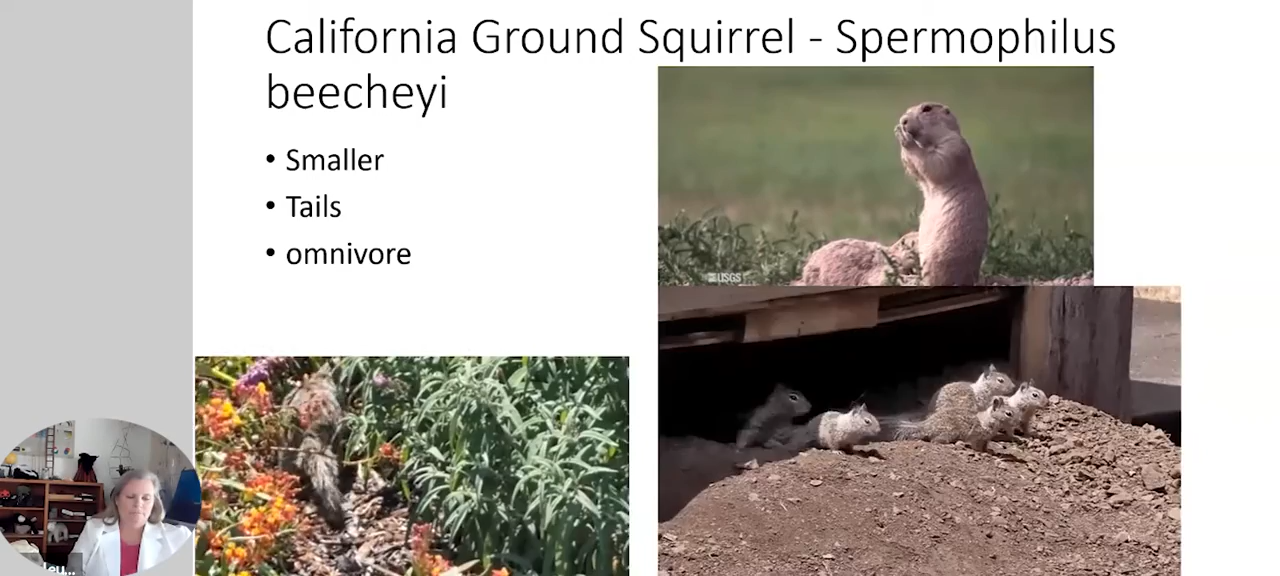 California Ground Squirrel - Spermophilus
beecheyi
• Smaller
• Tails
• omnivore
USGS